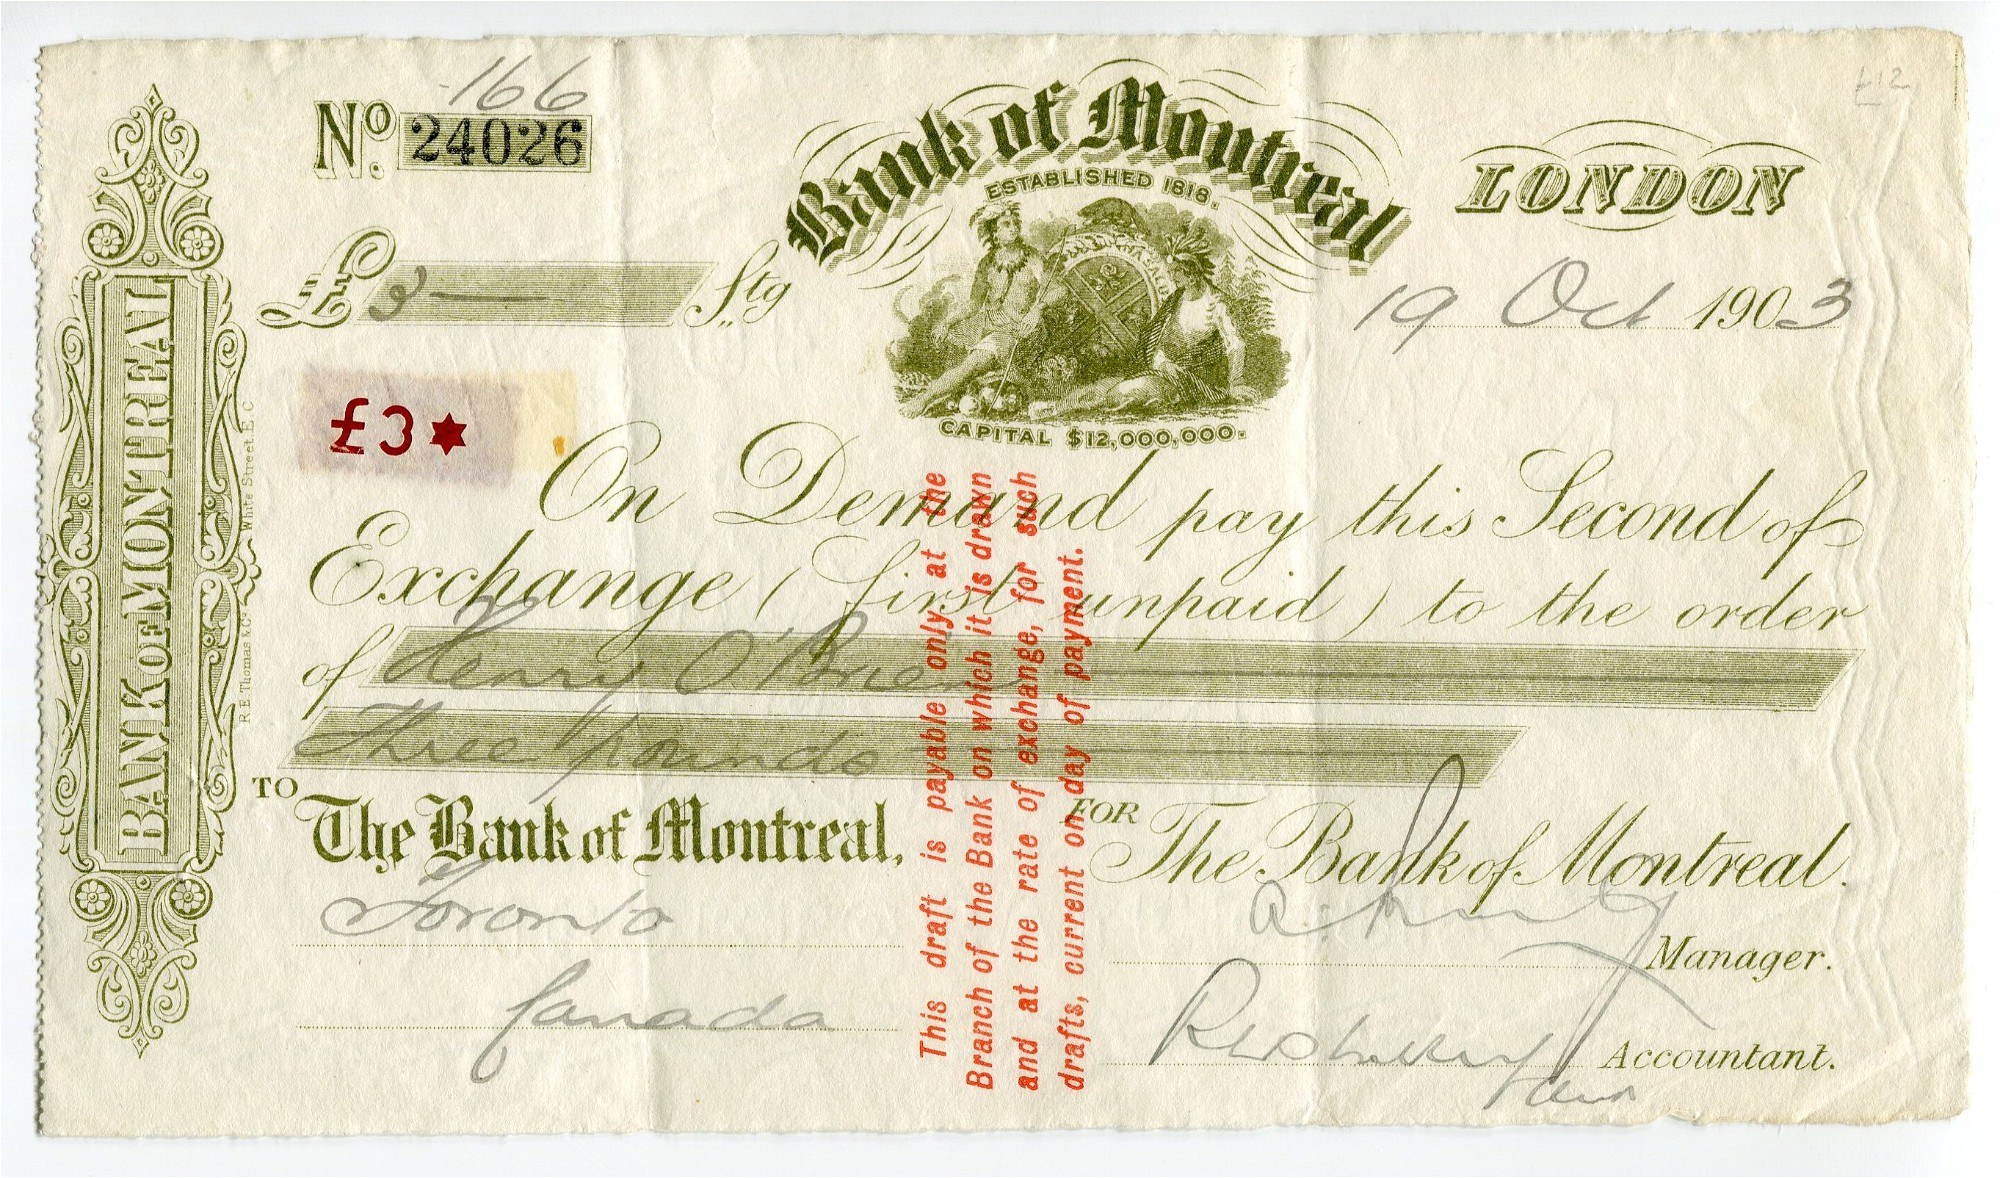 166
No. 24026
Bank of Montreal
ESTABLISHED 1818.
CAPITAL $12,000,000.
LONDON
£12
£3 Stg
19 Oct 1903
£3
On Demand pay this Second of
Exchange (first unpaid) to the order
of Henry O'Brien
Three pounds
TO
The Bank of Montreal,
Toronto
Canada
FOR
The Bank of Montreal.
Manager.
Accountant.
This draft is payable only at the
Branch of the Bank on which it is drawn
and at the rate of exchange, for such
drafts, current on day of payment.
BANK OF MONTREAL
R E Thomas & Co White Street E C